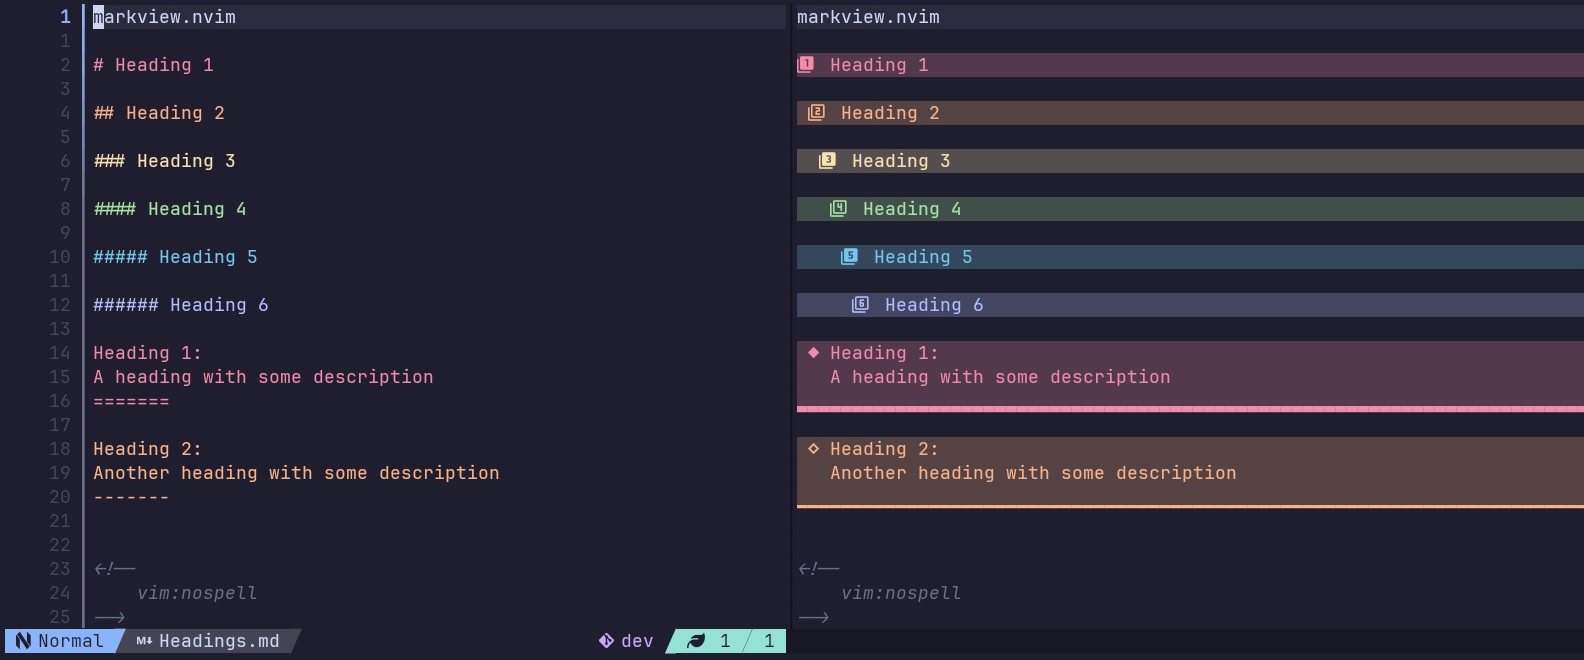 1 markview.nvim
1
2 # Heading 1
3
4 ## Heading 2
5
6 ### Heading 3
7
8 #### Heading 4
9
10 ##### Heading 5
11
12 ###### Heading 6
13
14 Heading 1:
15 A heading with some description
16 =======
17
18 Heading 2:
19 Another heading with some description
20 -------
21
22
23 <!--
24 vim:nospell
25 -->
Normal Headings.md dev 1 1
markview.nvim
1 Heading 1
2 Heading 2
3 Heading 3
4 Heading 4
5 Heading 5
6 Heading 6
◆ Heading 1:
A heading with some description
◇ Heading 2:
Another heading with some description
<!--
vim:nospell
-->